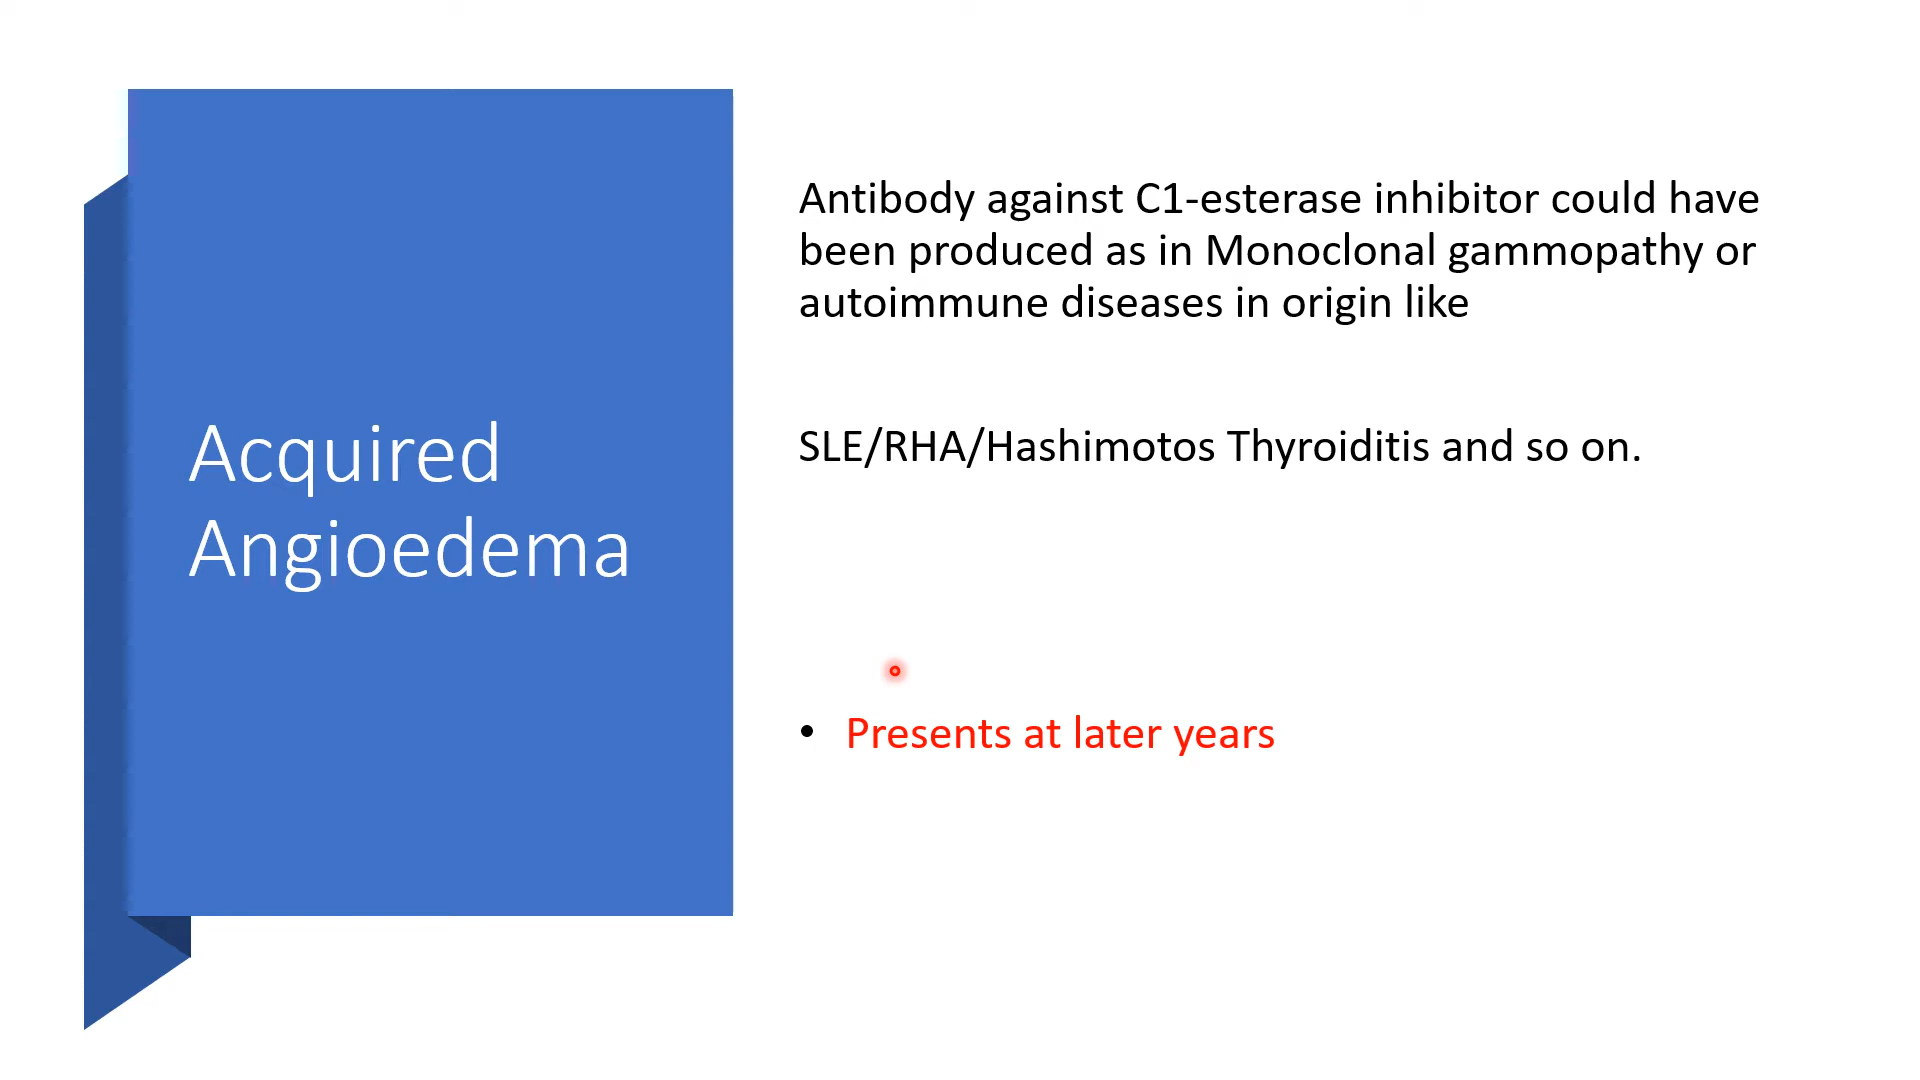 Acquired
Angioedema
Antibody against C1-esterase inhibitor could have
been produced as in Monoclonal gammopathy or
autoimmune diseases in origin like
SLE/RHA/Hashimotos Thyroiditis and so on.
• Presents at later years